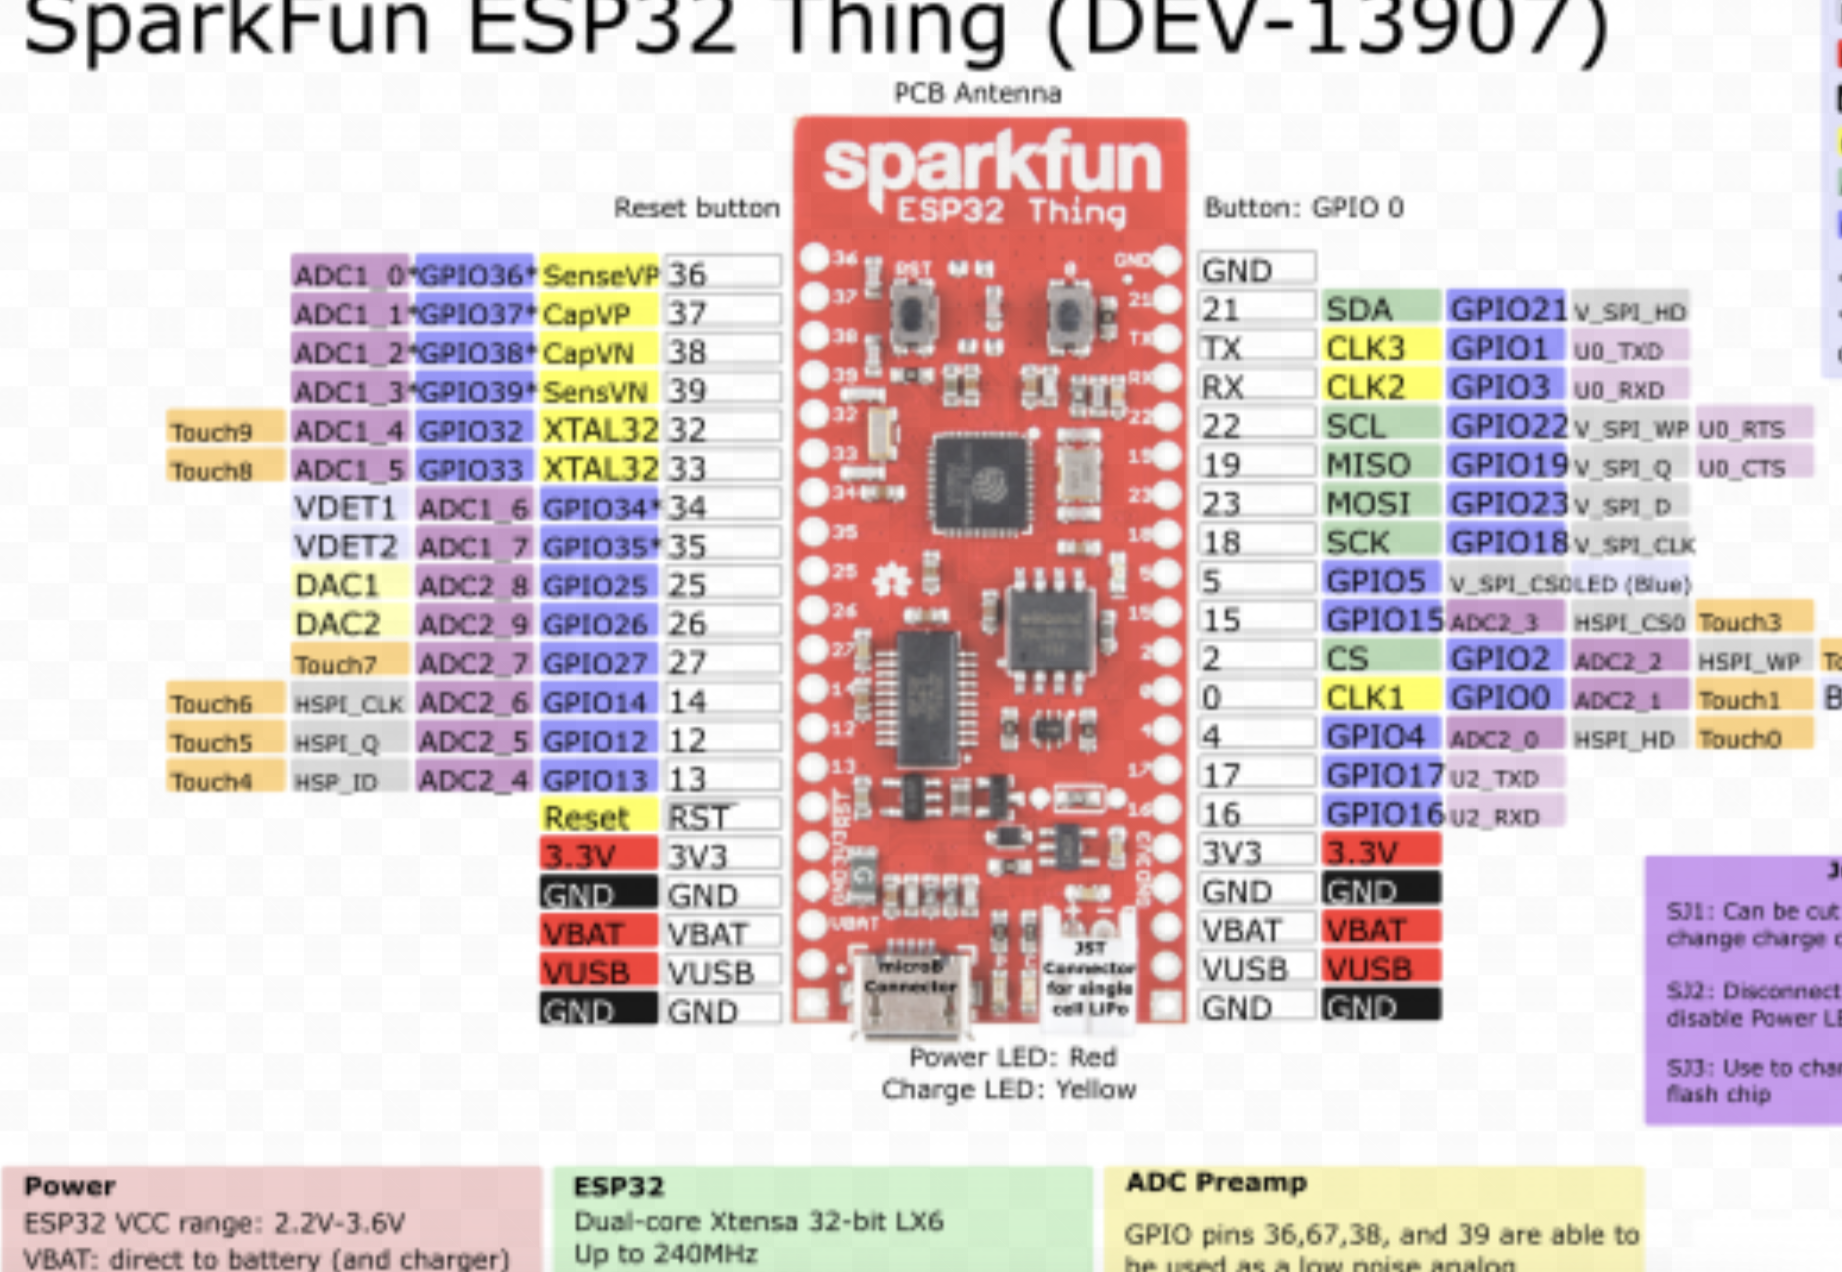 SparkFun ESP32 Thing (DEV-13907)
PCB Antenna
sparkfun
ESP32 Thing
Reset button
Button: GPIO 0
ADC1_0* GPIO36* SenseVP 36
ADC1_1* GPIO37* CapVP 37
ADC1_2* GPIO38* CapVN 38
ADC1_3* GPIO39* SensVN 39
Touch9 ADC1_4 GPIO32 XTAL32 32
Touch8 ADC1_5 GPIO33 XTAL32 33
VDET1 ADC1_6 GPIO34* 34
VDET2 ADC1_7 GPIO35* 35
DAC1 ADC2_8 GPIO25 25
DAC2 ADC2_9 GPIO26 26
Touch7 ADC2_7 GPIO27 27
Touch6 HSPI_CLK ADC2_6 GPIO14 14
Touch5 HSPI_Q ADC2_5 GPIO12 12
Touch4 HSP_ID ADC2_4 GPIO13 13
Reset RST
3.3V 3V3
GND GND
VBAT VBAT
VUSB VUSB
GND GND
36
37
38
39
32
33
34
35
25
26
27
14
12
13
RST
3V3
GND
VBAT
RST
0
GND
21
TX
RX
22
19
23
18
5
15
2
0
4
17
16
3V3
GND
microB
Connector
JST
Connector
for single
cell LiPo
GND
21 SDA GPIO21 V_SPI_HD
TX CLK3 GPIO1 U0_TXD
RX CLK2 GPIO3 U0_RXD
22 SCL GPIO22 V_SPI_WP U0_RTS
19 MISO GPIO19 V_SPI_Q U0_CTS
23 MOSI GPIO23 V_SPI_D
18 SCK GPIO18 V_SPI_CLK
5 GPIO5 V_SPI_CS0 LED (Blue)
15 GPIO15 ADC2_3 HSPI_CS0 Touch3
2 CS GPIO2 ADC2_2 HSPI_WP
0 CLK1 GPIO0 ADC2_1 Touch1
4 GPIO4 ADC2_0 HSPI_HD Touch0
17 GPIO17 U2_TXD
16 GPIO16 U2_RXD
3V3 3.3V
GND GND
VBAT VBAT
VUSB VUSB
GND GND
Power LED: Red
Charge LED: Yellow
SJ1: Can be cut
change charge
SJ2: Disconnect
disable Power
SJ3: Use to
flash chip
Power
ESP32 VCC range: 2.2V-3.6V
VBAT: direct to battery (and charger)
ESP32
Dual-core Xtensa 32-bit LX6
Up to 240MHz
ADC Preamp
GPIO pins 36,67,38, and 39 are able to
be used as a low noise analog